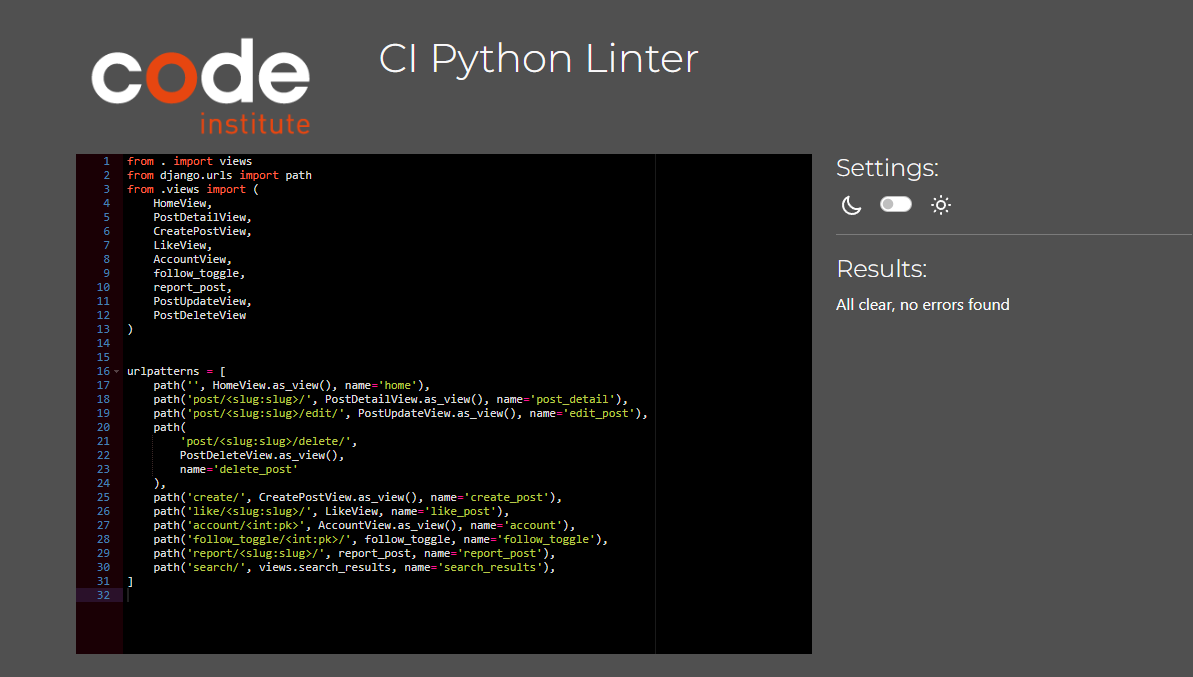 code
institute
CI Python Linter
1 from . import views
2 from django.urls import path
3 from .views import (
4     HomeView,
5     PostDetailView,
6     CreatePostView,
7     LikeView,
8     AccountView,
9     follow_toggle,
10     report_post,
11     PostUpdateView,
12     PostDeleteView
13 )
14
15
16 urlpatterns = [
17     path('', HomeView.as_view(), name='home'),
18     path('post/<slug:slug>/', PostDetailView.as_view(), name='post_detail'),
19     path('post/<slug:slug>/edit/', PostUpdateView.as_view(), name='edit_post'),
20     path(
21         'post/<slug:slug>/delete/',
22         PostDeleteView.as_view(),
23         name='delete_post'
24     ),
25     path('create/', CreatePostView.as_view(), name='create_post'),
26     path('like/<slug:slug>/', LikeView, name='like_post'),
27     path('account/<int:pk>', AccountView.as_view(), name='account'),
28     path('follow_toggle/<int:pk>/', follow_toggle, name='follow_toggle'),
29     path('report/<slug:slug>/', report_post, name='report_post'),
30     path('search/', views.search_results, name='search_results'),
31 ]
32
Settings:
Results:
All clear, no errors found